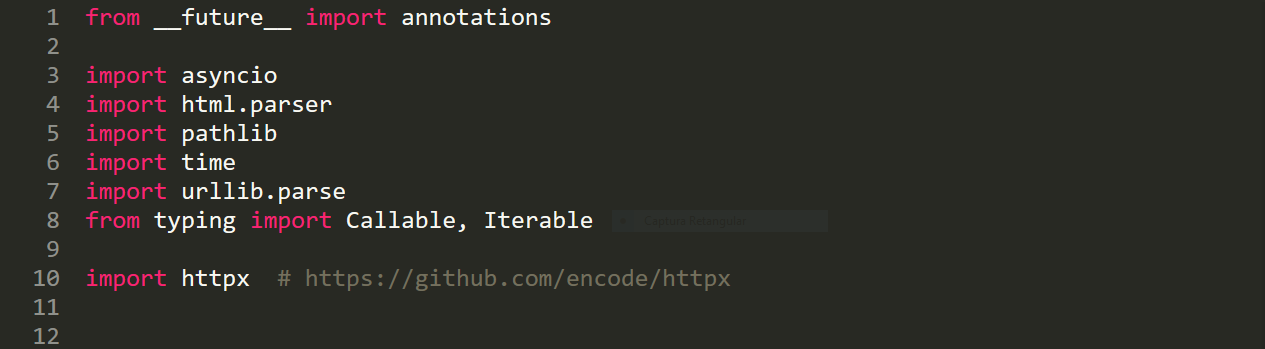 1 from __future__ import annotations
2
3 import asyncio
4 import html.parser
5 import pathlib
6 import time
7 import urllib.parse
8 from typing import Callable, Iterable
Captura Retangular
9
10 import httpx  # https://github.com/encode/httpx
11
12